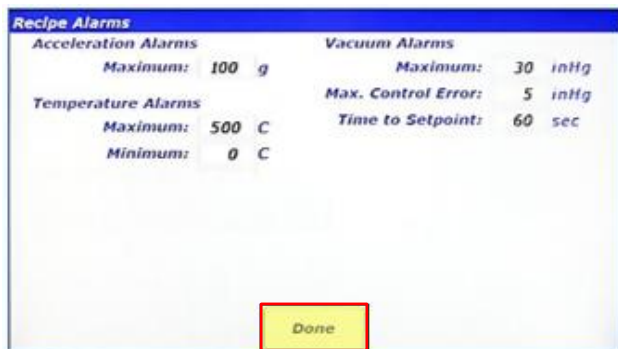 Recipe Alarms
Acceleration Alarms
Maximum: 100 g
Temperature Alarms
Maximum: 500 C
Minimum: 0 C
Vacuum Alarms
Maximum: 30 inHg
Max. Control Error: 5 inHg
Time to Setpoint: 60 sec
Done